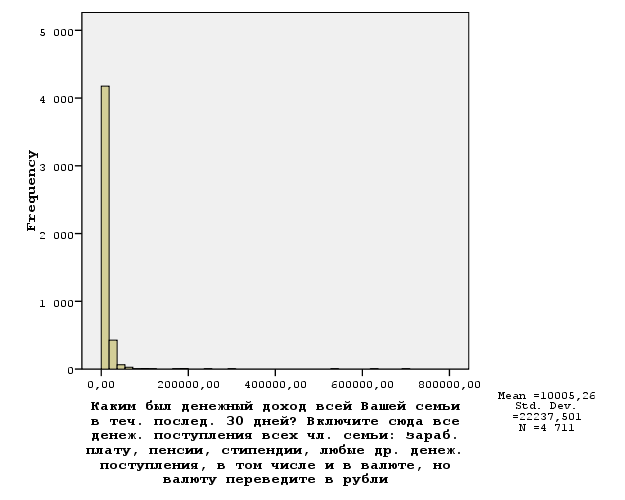 5 000
4 000
3 000
2 000
1 000
0
Frequency
0,00
200000,00
400000,00
600000,00
800000,00
Каким был денежный доход всей Вашей семьи
в теч. послед. 30 дней? Включите сюда все
денеж. поступления всех чл. семьи: зараб.
плату, пенсии, стипендии, любые др. денеж.
поступления, в том числе и в валюте, но
валюту переведите в рубли
Mean =10005,26
Std. Dev.
=22237,501
N =4 711